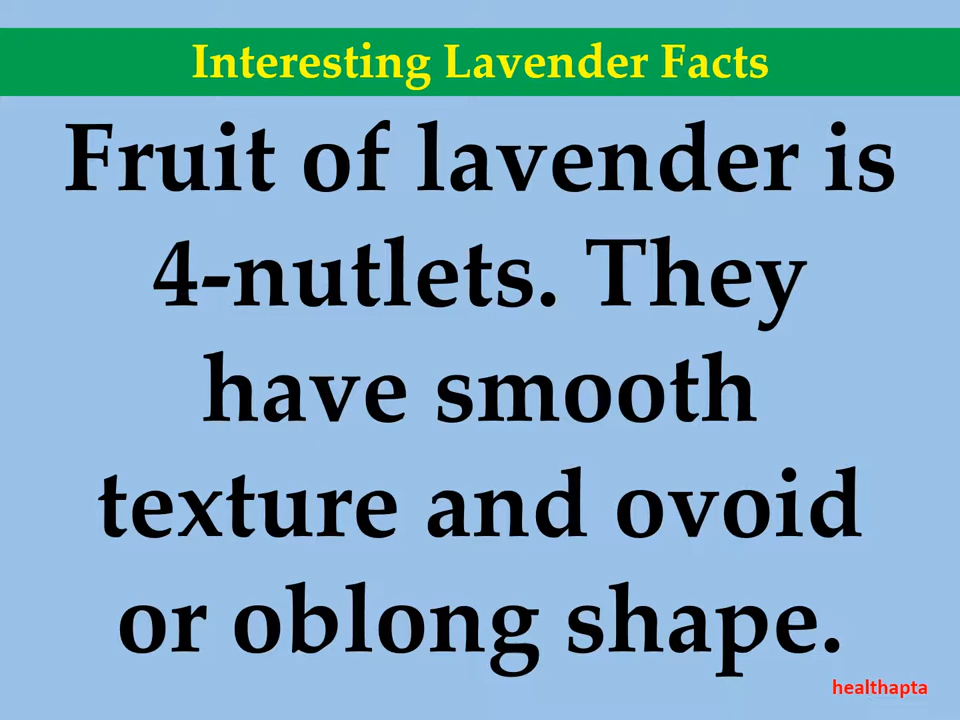 Interesting Lavender Facts
Fruit of lavender is
4-nutlets. They
have smooth
texture and ovoid
or oblong shape.
healthapta